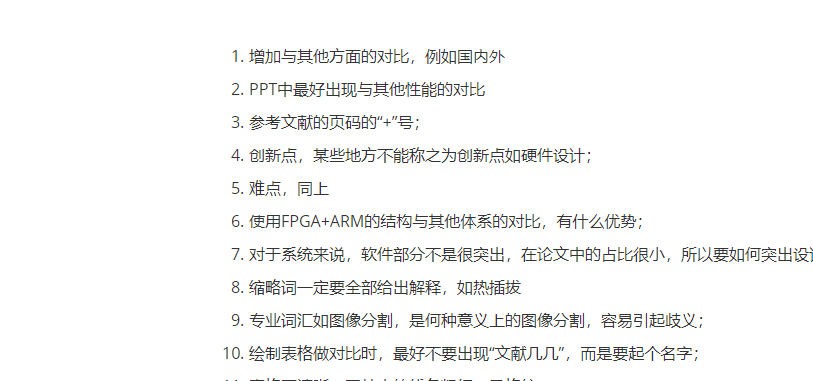 1. 增加与其他方面的对比，例如国内外
2. PPT中最好出现与其他性能的对比
3. 参考文献的页码的“+”号；
4. 创新点，某些地方不能称之为创新点如硬件设计；
5. 难点，同上
6. 使用FPGA+ARM的结构与其他体系的对比，有什么优势；
7. 对于系统来说，软件部分不是很突出，在论文中的占比很小，所以要如何突出设
8. 缩略词一定要全部给出解释，如热插拔
9. 专业词汇如图像分割，是何种意义上的图像分割，容易引起歧义；
10. 绘制表格做对比时，最好不要出现“文献几几”，而是要起个名字；